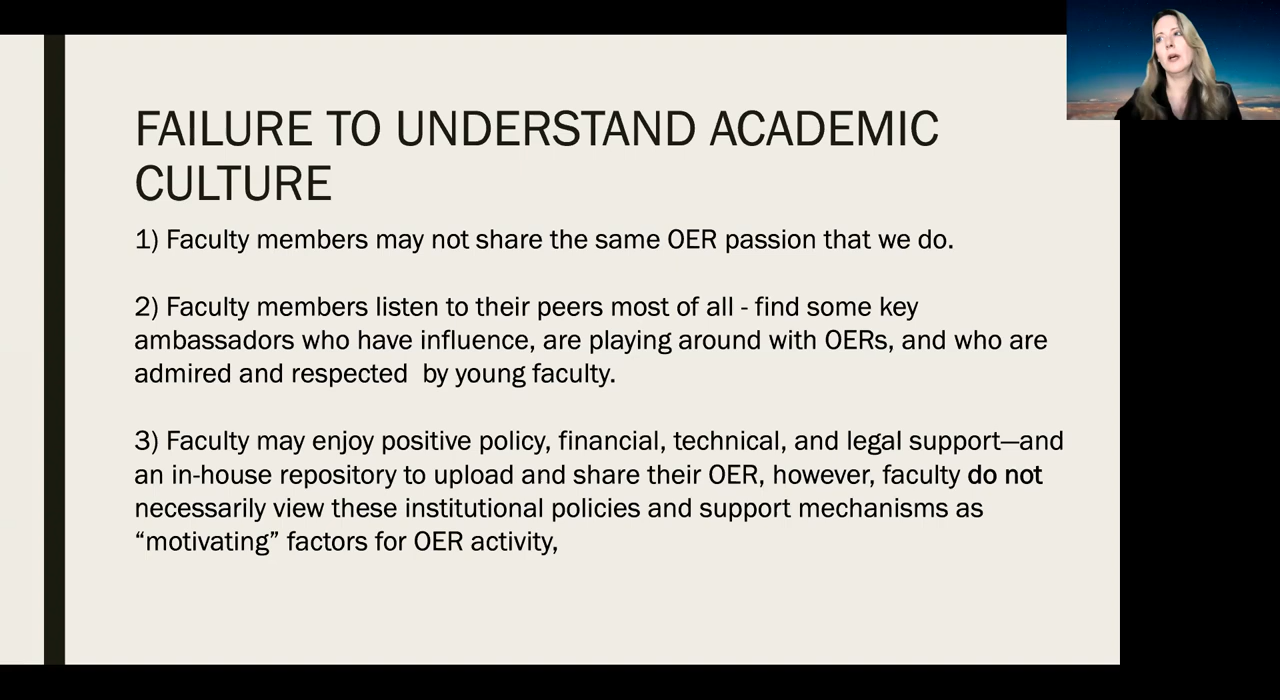 FAILURE TO UNDERSTAND ACADEMIC
CULTURE
1) Faculty members may not share the same OER passion that we do.
2) Faculty members listen to their peers most of all - find some key
ambassadors who have influence, are playing around with OERs, and who are
admired and respected  by young faculty.
3) Faculty may enjoy positive policy, financial, technical, and legal support—and
an in-house repository to upload and share their OER, however, faculty do not
necessarily view these institutional policies and support mechanisms as
“motivating” factors for OER activity,